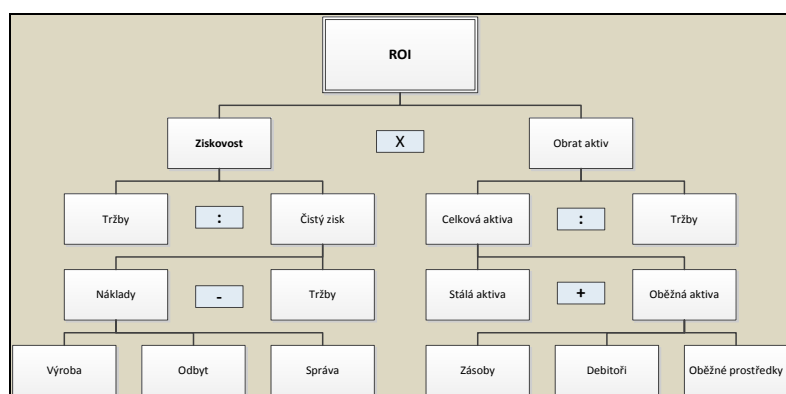 ROI
Ziskovost
X
Obrat aktiv
Tržby
:
Čistý zisk
Celková aktiva
:
Tržby
Náklady
-
Tržby
Stálá aktiva
+
Oběžná aktiva
Výroba
Odbyt
Správa
Zásoby
Debitoři
Oběžné prostředky